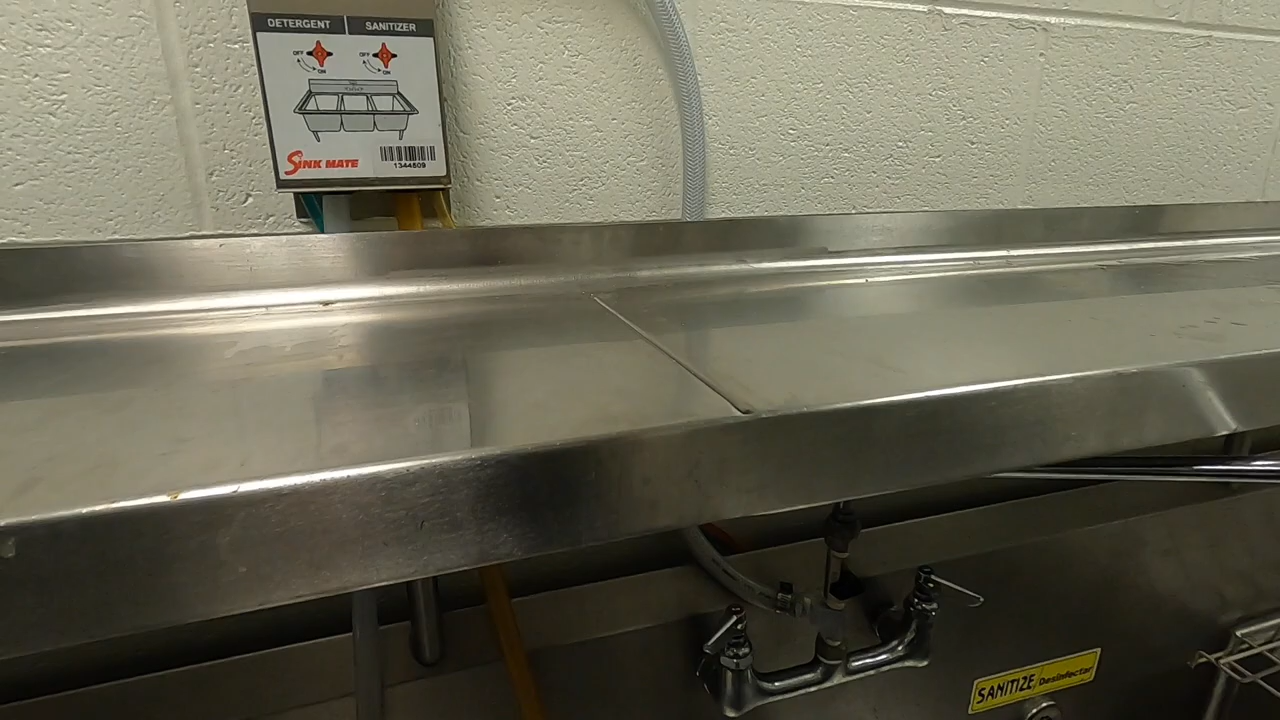 DETERGENT SANITIZER
OFF OFF
ON ON
SINK MATE
1344809
SANITIZE/Desinfectar